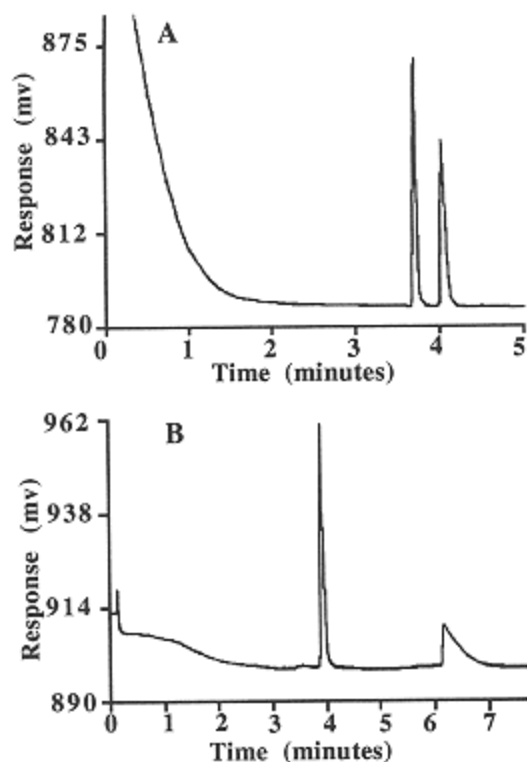 A
875
843
812
780
Response (mv)
0 1 2 3 4 5
Time (minutes)
B
962
938
914
890
Response (mv)
0 1 2 3 4 5 6 7
Time (minutes)